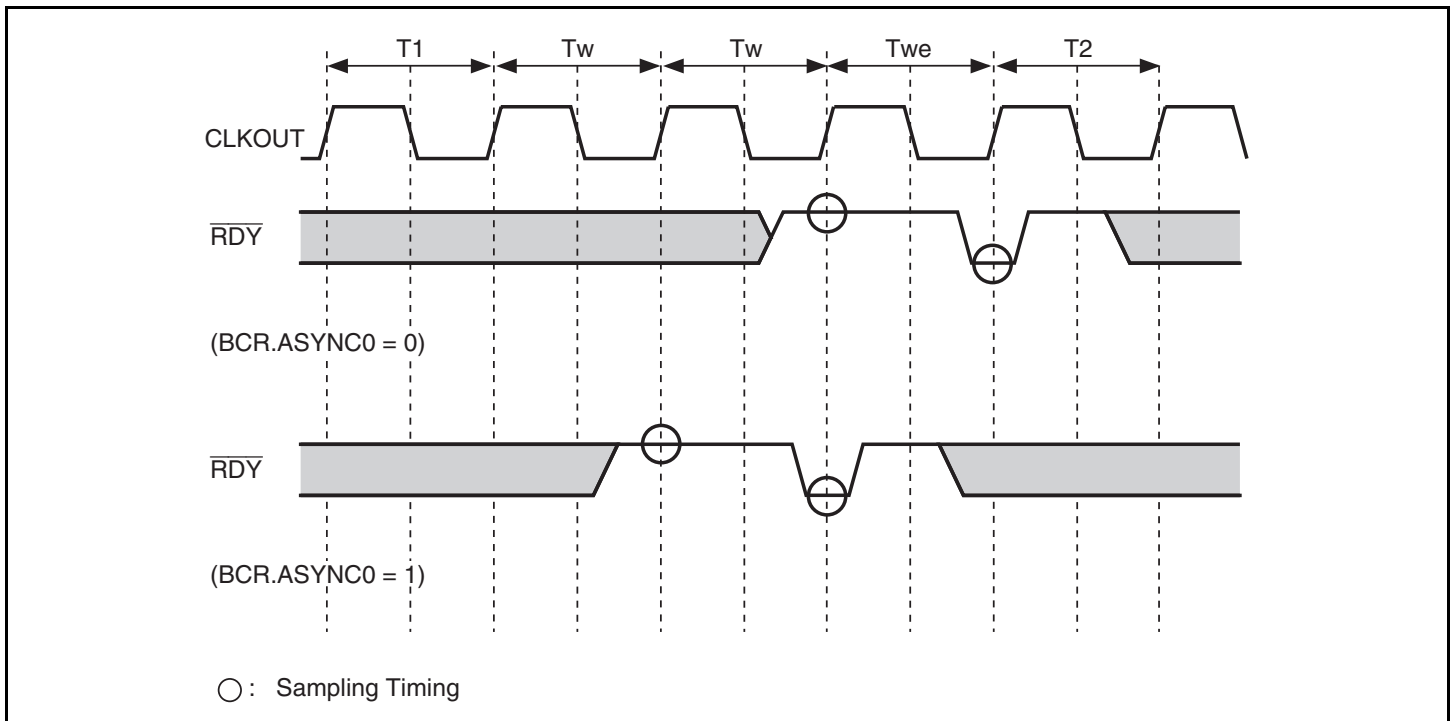 T1 Tw Tw Twe T2
CLKOUT
RDY
(BCR.ASYNC0 = 0)
RDY
(BCR.ASYNC0 = 1)
: Sampling Timing